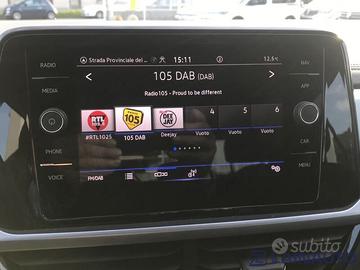 Strada Provinciale del ...
15:11
12.5°C
RADIO
NAV
105 DAB (DAB)
MEDIA
APP
Radio105 - Proud to be different
RTL
105
DEE JAY
4
5
6
#RTL1025
105 DAB
Deejay
Vuoto
Vuoto
Vuoto
PHONE
CAR
VOICE
MENU
FM/DAB
subito